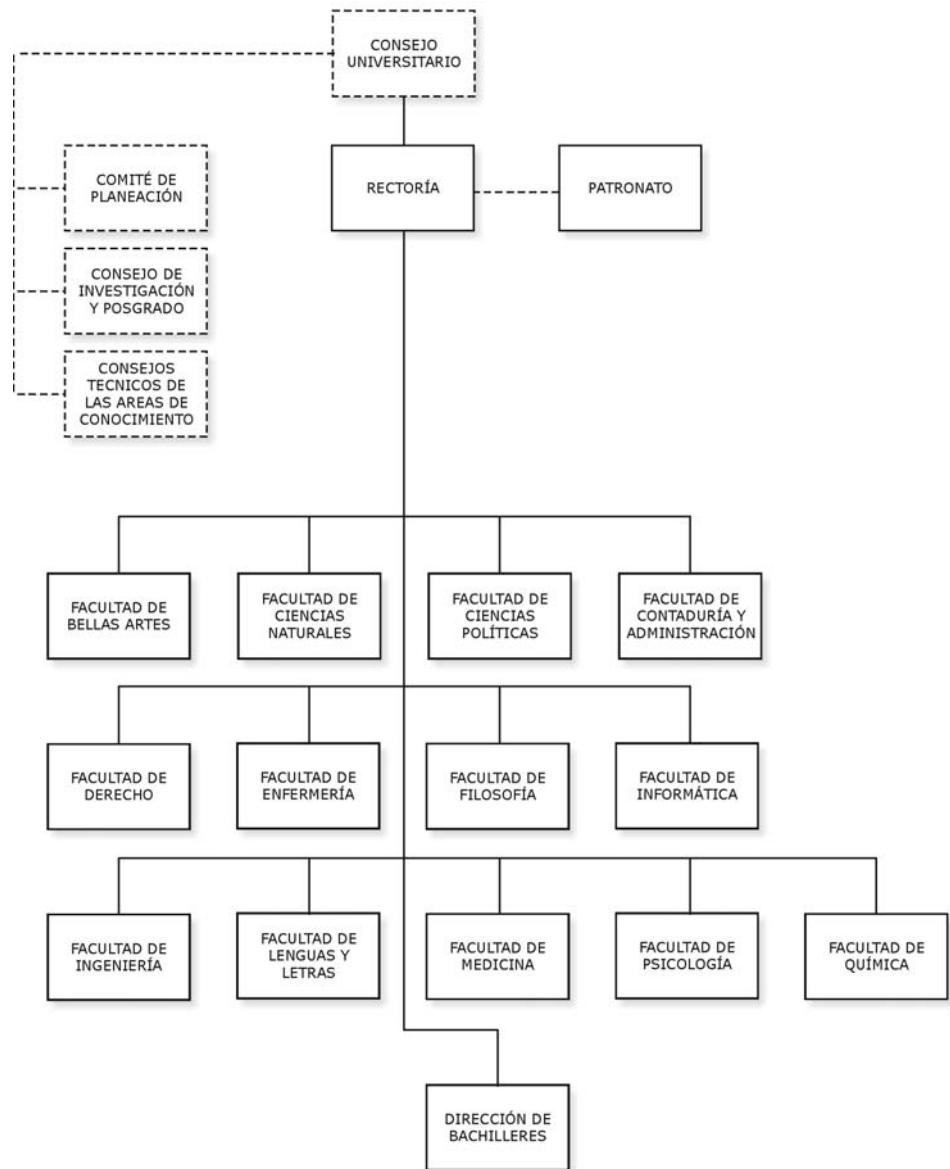 CONSEJO
UNIVERSITARIO
RECTORÍA
PATRONATO
COMITÉ DE
PLANEACIÓN
CONSEJO DE
INVESTIGACIÓN
Y POSGRADO
CONSEJOS
TECNICOS DE
LAS AREAS DE
CONOCIMIENTO
FACULTAD DE
BELLAS ARTES
FACULTAD DE
CIENCIAS
NATURALES
FACULTAD DE
CIENCIAS
POLÍTICAS
FACULTAD DE
CONTADURÍA Y
ADMINISTRACIÓN
FACULTAD DE
DERECHO
FACULTAD DE
ENFERMERÍA
FACULTAD DE
FILOSOFÍA
FACULTAD DE
INFORMÁTICA
FACULTAD DE
INGENIERÍA
FACULTAD DE
LENGUAS Y
LETRAS
FACULTAD DE
MEDICINA
FACULTAD DE
PSICOLOGÍA
FACULTAD DE
QUÍMICA
DIRECCIÓN DE
BACHILLERES